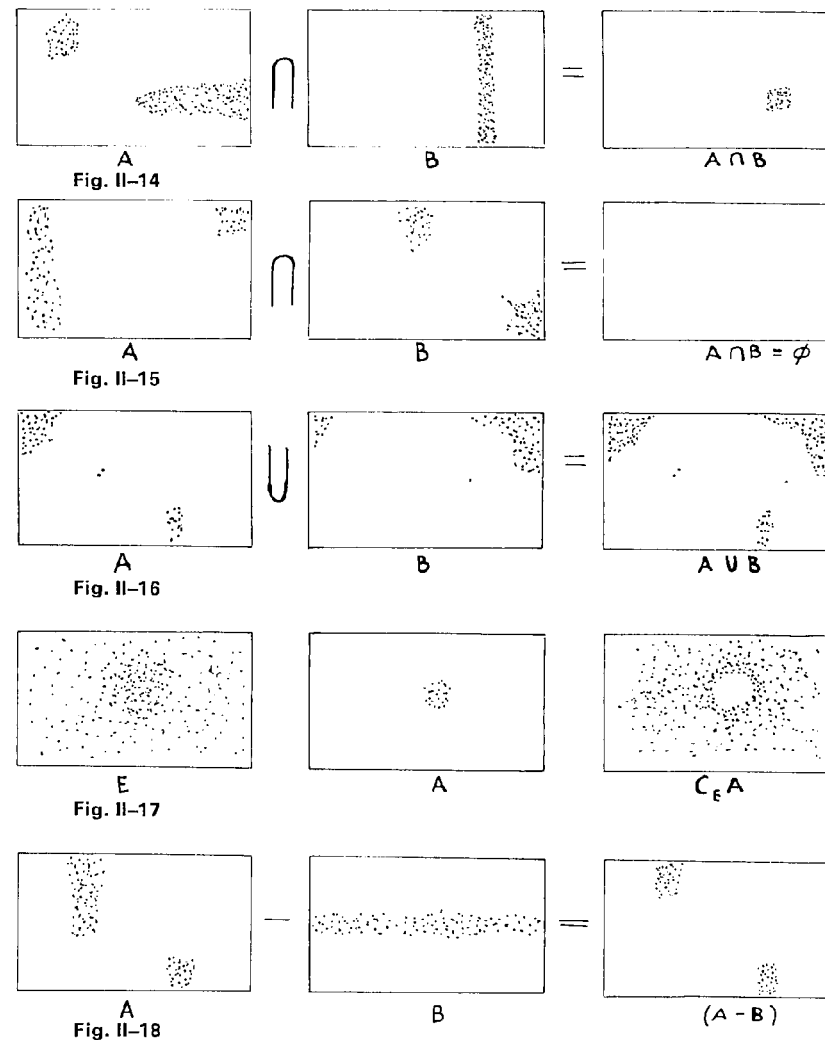 ∩ =
A B A ∩ B
Fig. II–14
∩ =
A B A ∩ B = ϕ
Fig. II–15
∪ =
A B A ∪ B
Fig. II–16
E A C_E A
Fig. II–17
− =
A B (A − B)
Fig. II–18